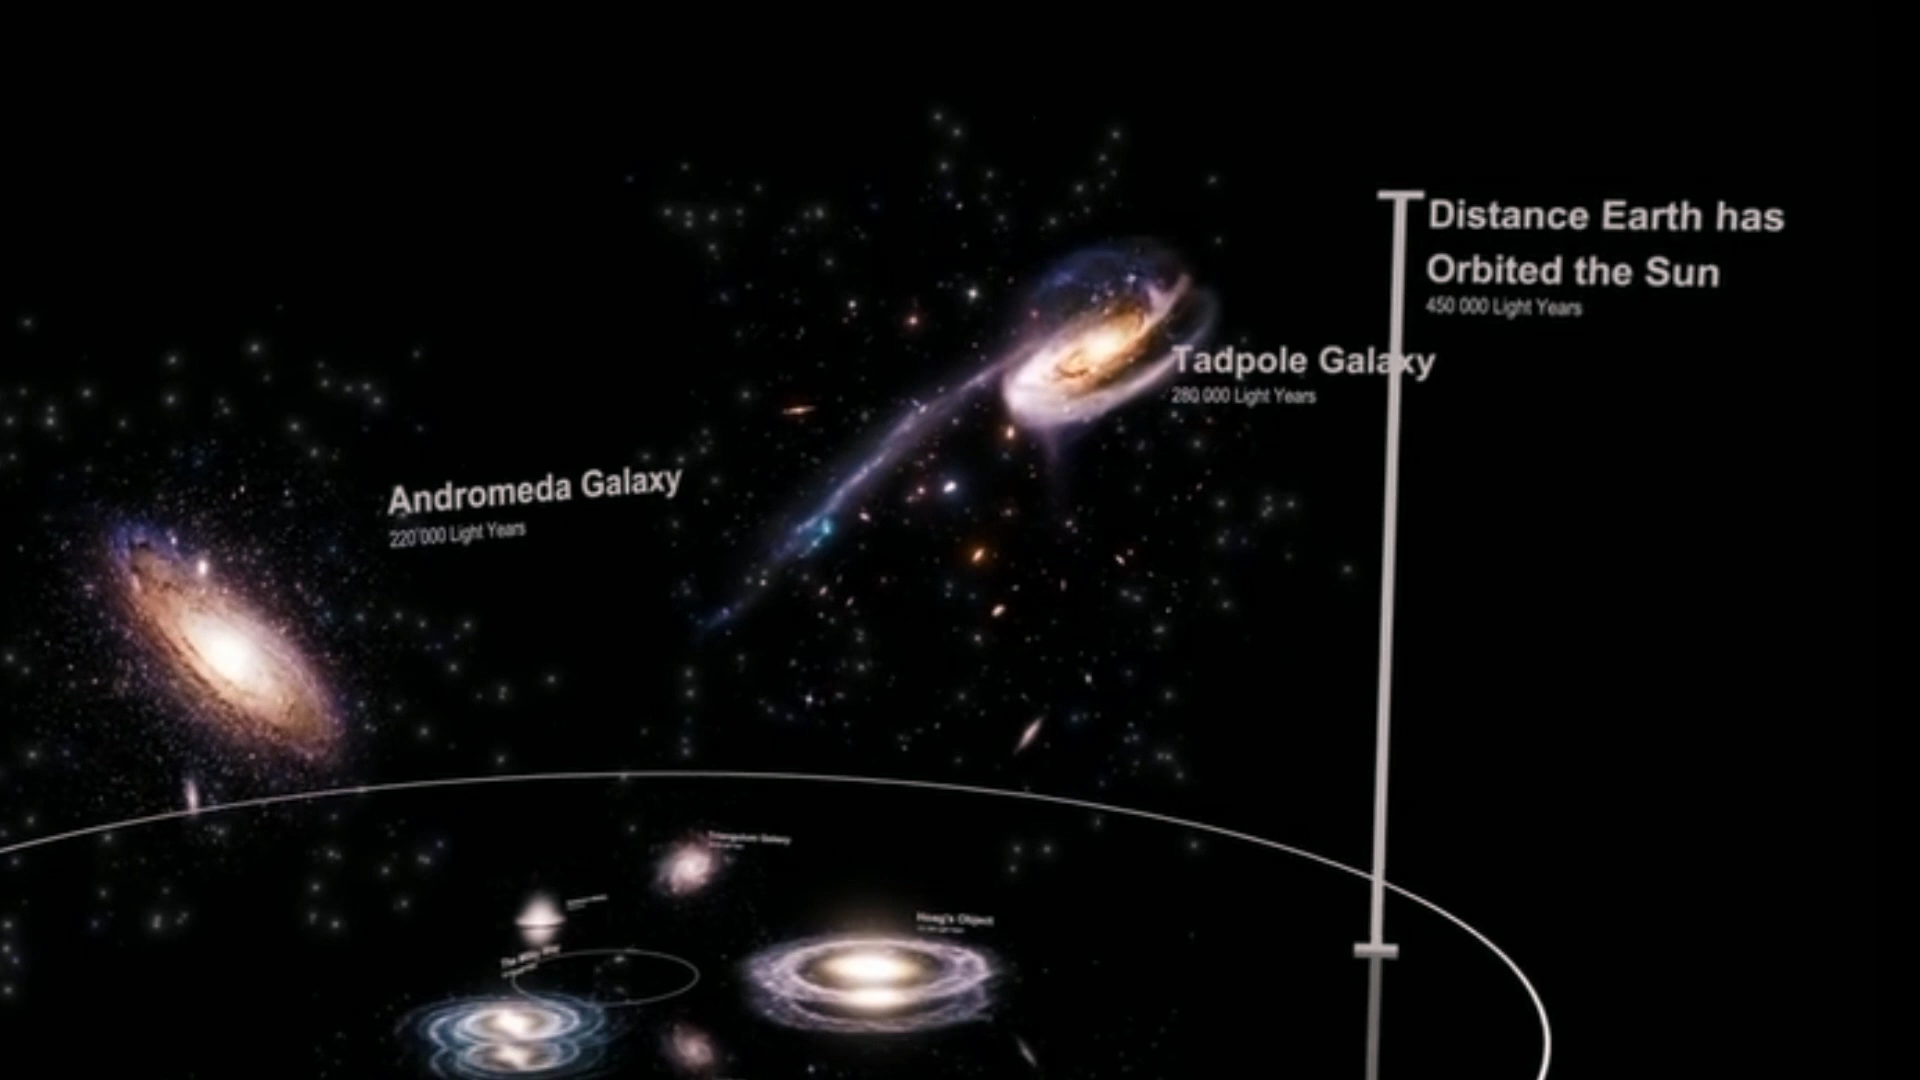 Distance Earth has
Orbited the Sun
450 000 Light Years
Tadpole Galaxy
280 000 Light Years
Andromeda Galaxy
220 000 Light Years
Triangulum Galaxy
Hoag's Object
The Milky Way